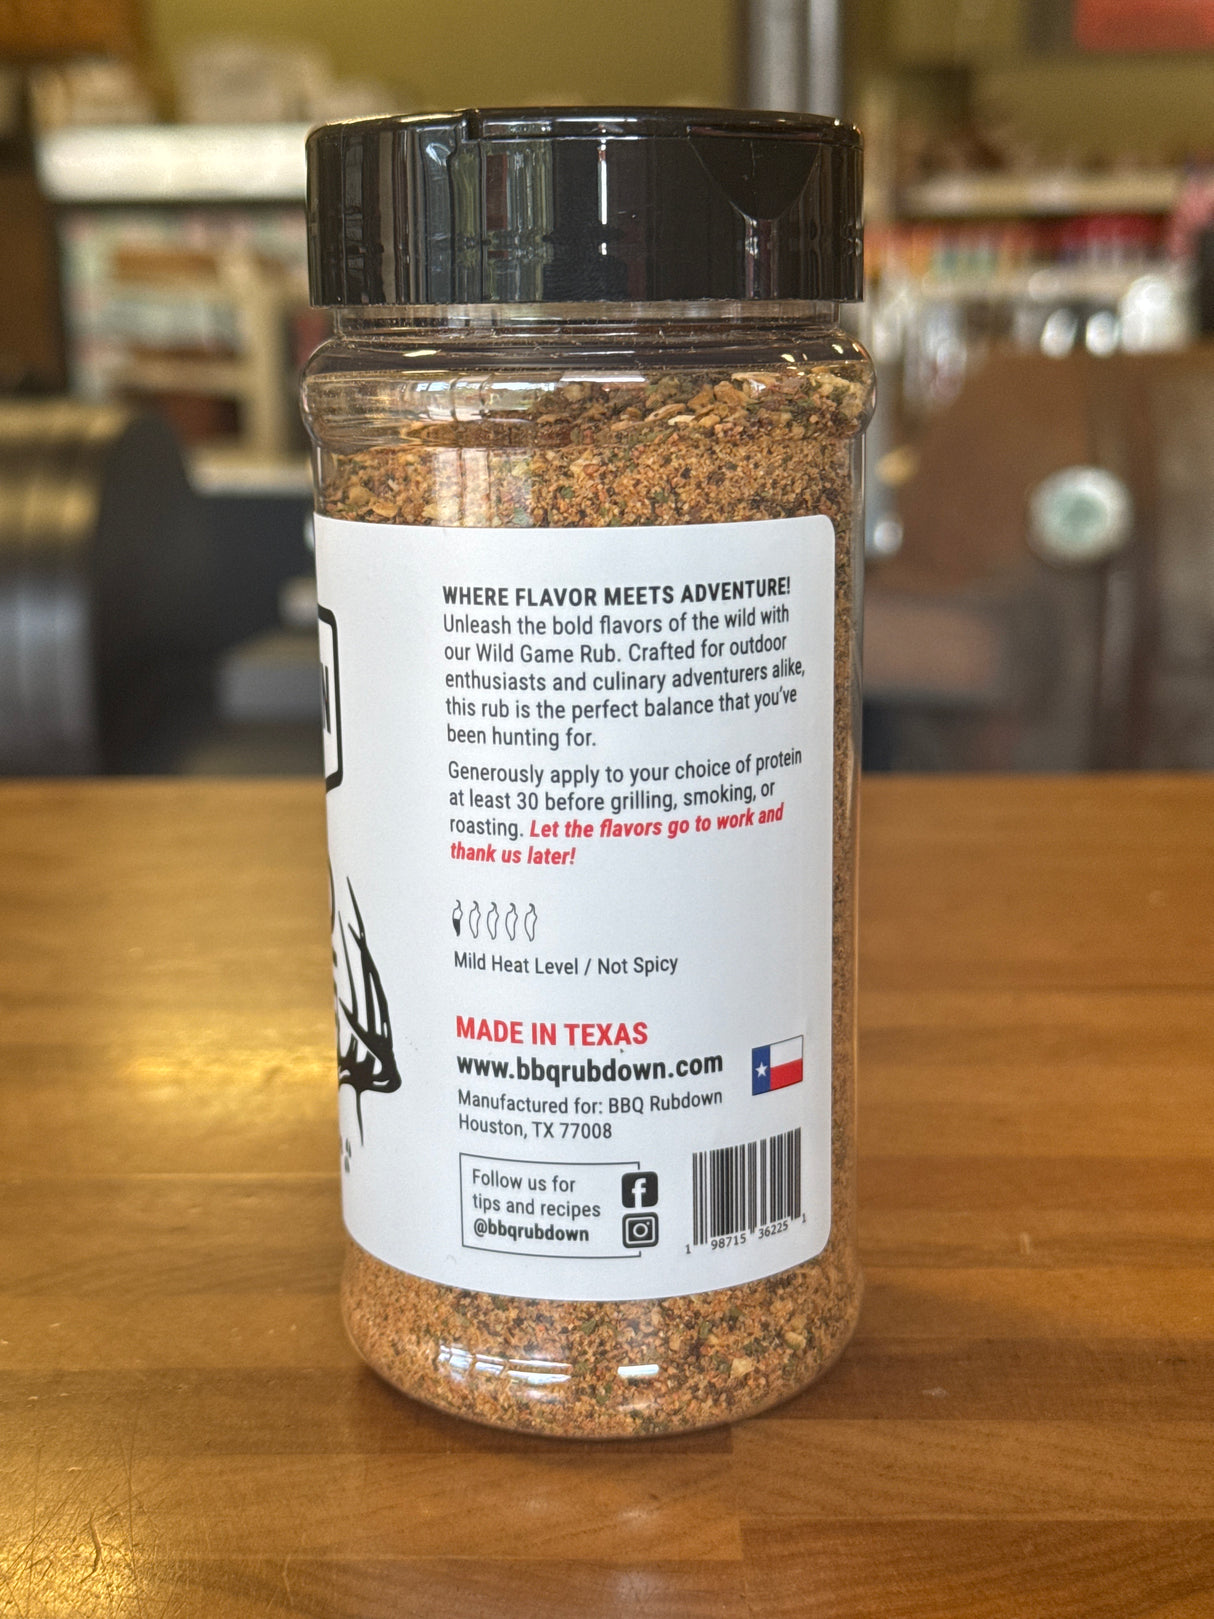 WHERE FLAVOR MEETS ADVENTURE!
Unleash the bold flavors of the wild with
our Wild Game Rub. Crafted for outdoor
enthusiasts and culinary adventurers alike,
this rub is the perfect balance that you've
been hunting for.
Generously apply to your choice of protein
at least 30 before grilling, smoking, or
roasting. Let the flavors go to work and
thank us later!
Mild Heat Level / Not Spicy
MADE IN TEXAS
www.bbqrubdown.com
Manufactured for: BBQ Rubdown
Houston, TX 77008
Follow us for
tips and recipes
@bbqrubdown
1 98715 36225 1